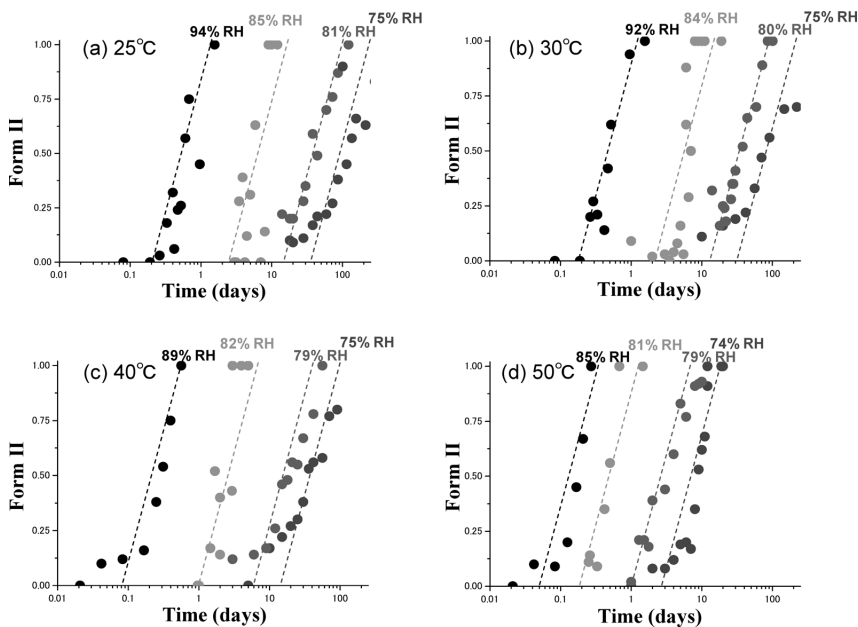 75% RH
85% RH
94% RH
81% RH
(a) 25°C
1.00
0.75
0.50
0.25
0.00
Form II
0.01
0.1
1
10
100
Time (days)
75% RH
84% RH
92% RH
80% RH
(b) 30°C
1.00
0.75
0.50
0.25
0.00
Form II
0.01
0.1
1
10
100
Time (days)
82% RH
75% RH
89% RH
79% RH
(c) 40°C
1.00
0.75
0.50
0.25
0.00
Form II
0.01
0.1
1
10
100
Time (days)
81% RH
74% RH
85% RH
79% RH
(d) 50°C
1.00
0.75
0.50
0.25
0.00
Form II
0.01
0.1
1
10
100
Time (days)